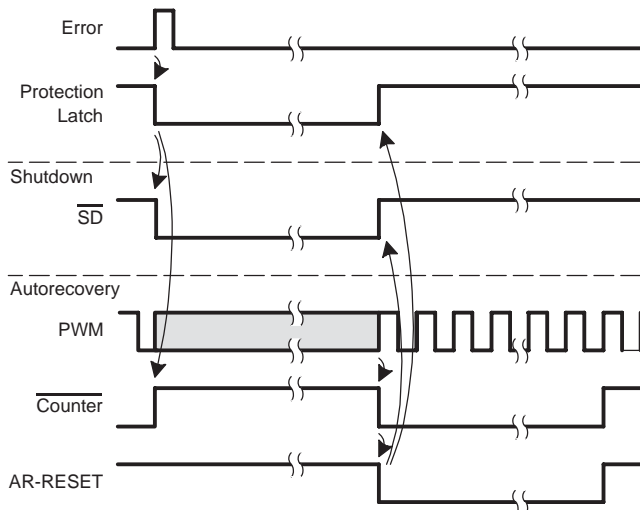 Error
Protection
Latch
Shutdown
SD
Autorecovery
PWM
Counter
AR-RESET